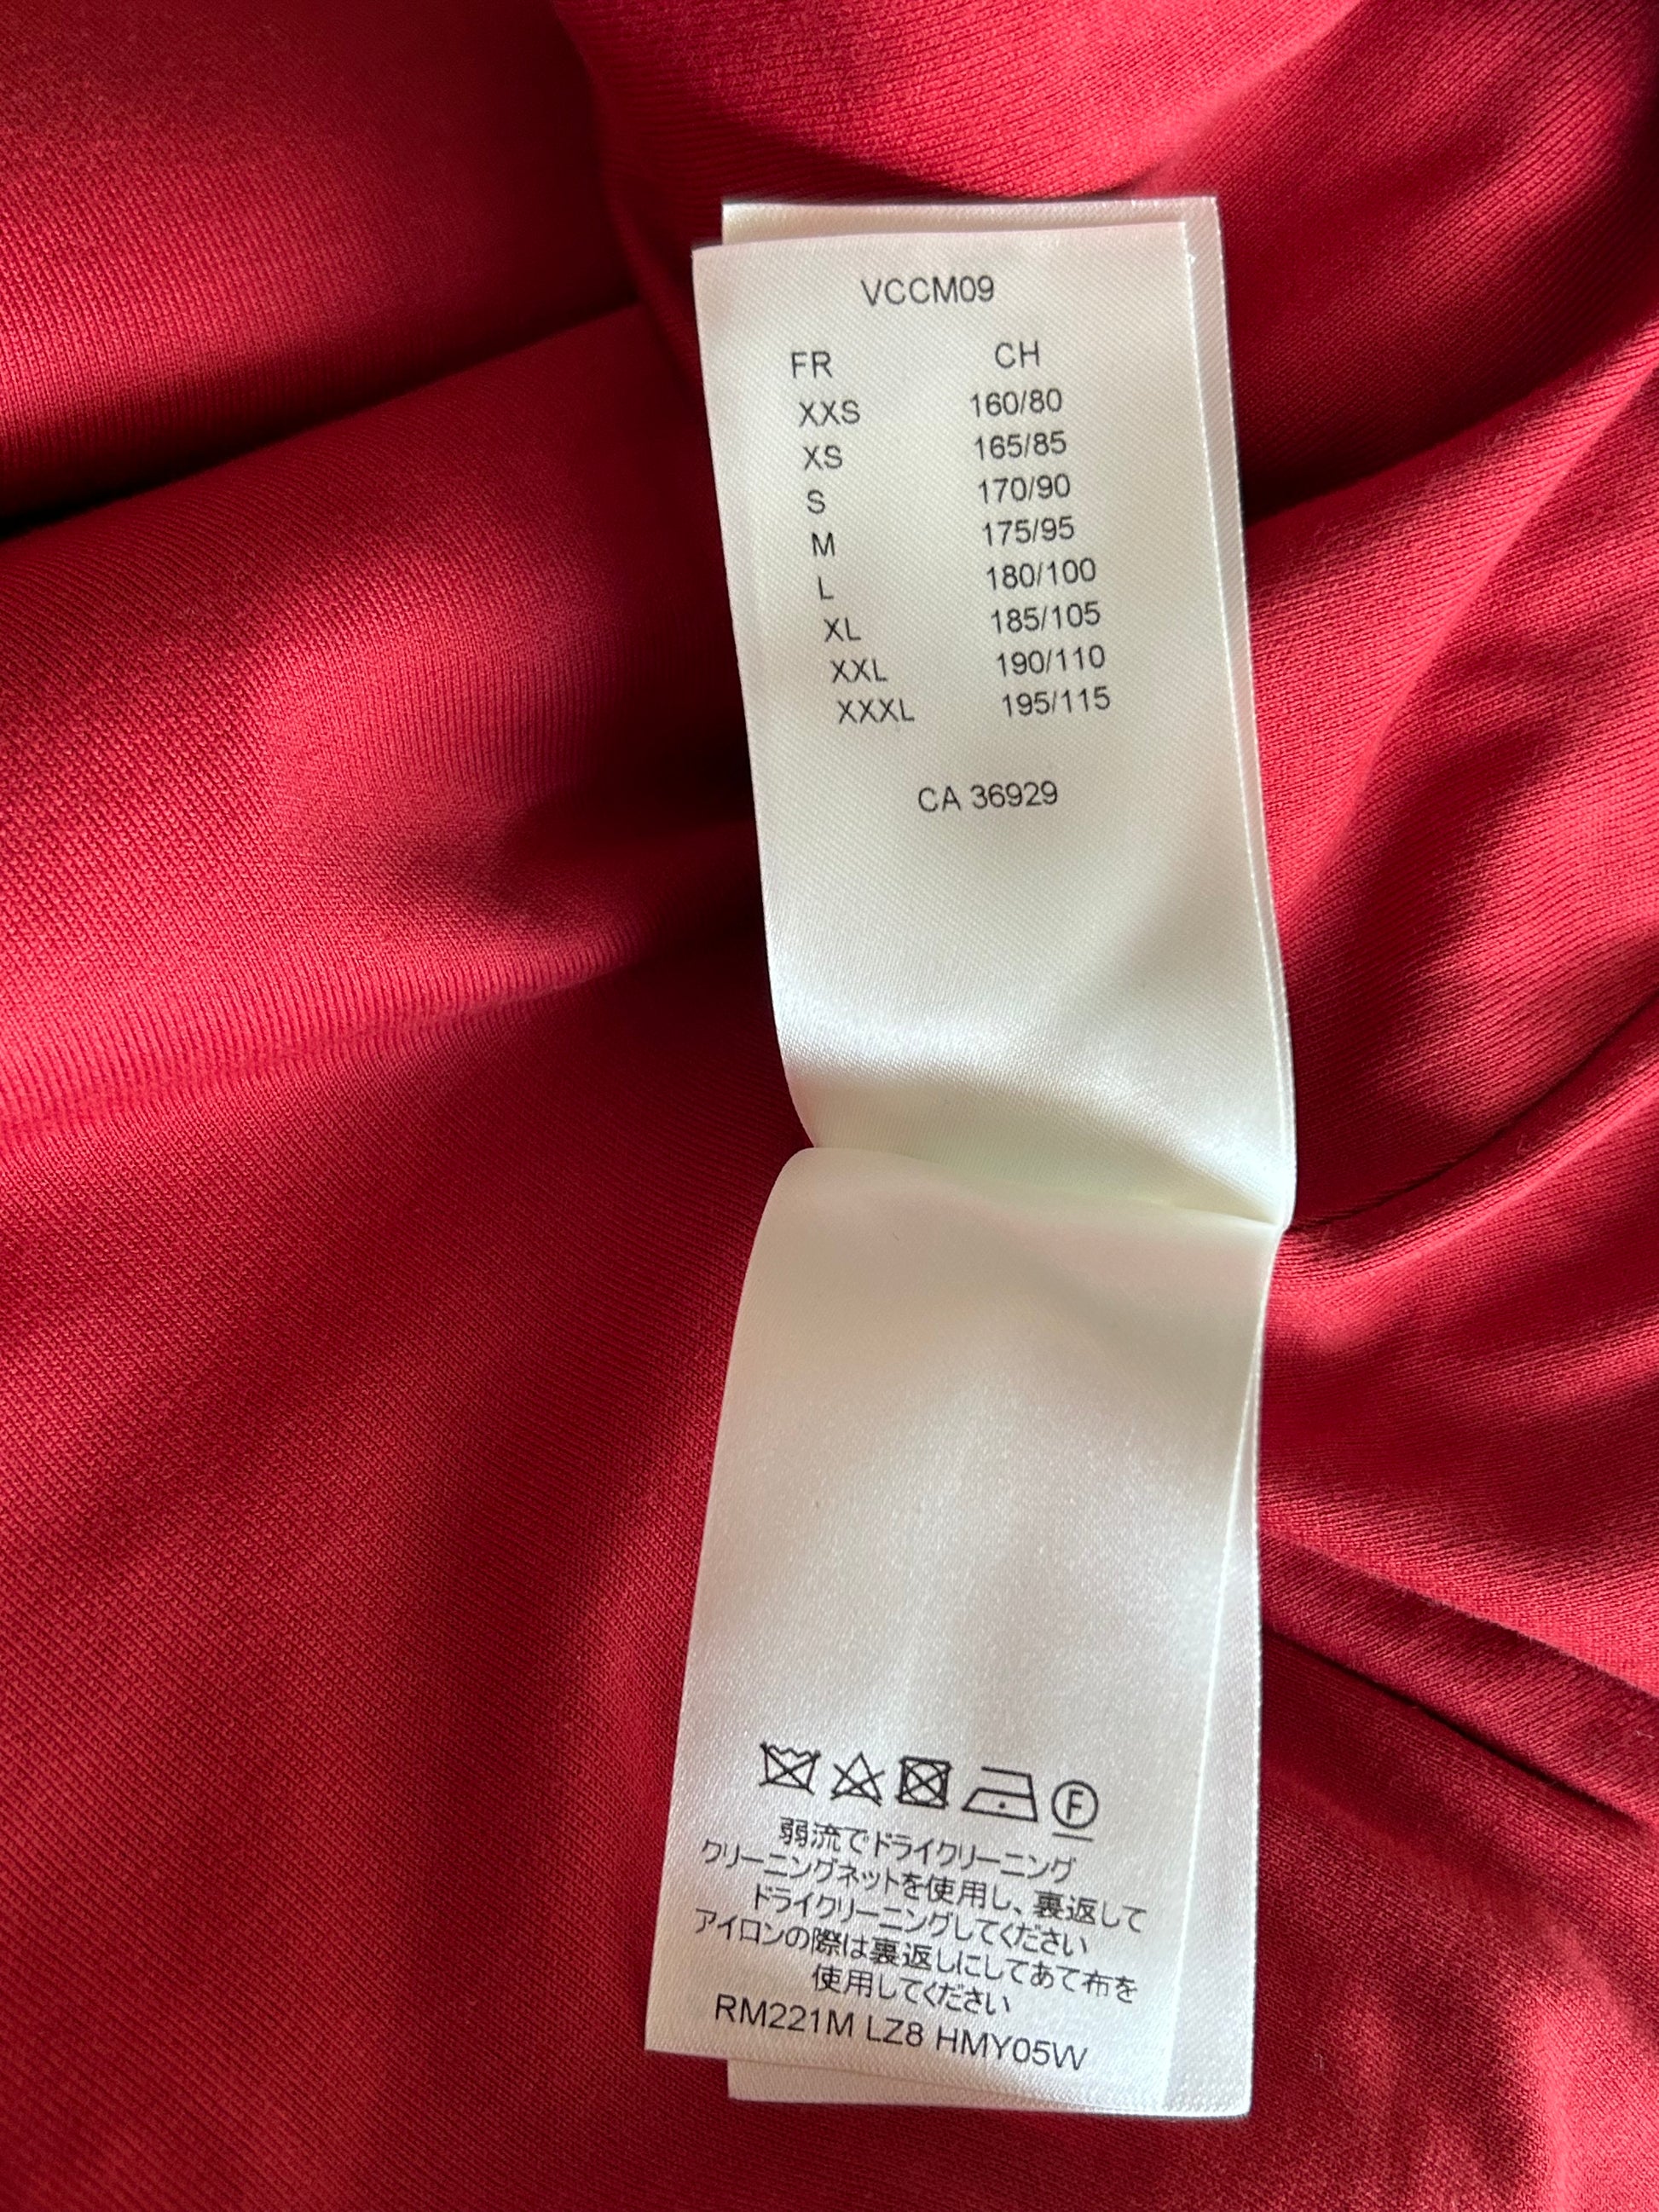 VCCM09
FR CH
XXS 160/80
XS 165/85
S 170/90
M 175/95
L 180/100
XL 185/105
XXL 190/110
XXXL 195/115
CA 36929
F
弱流でドライクリーニング
クリーニングネットを使用し、裏返して
ドライクリーニングしてください
アイロンの際は裏返しにしてあて布を
使用してください
RM221M LZ8 HMY05W